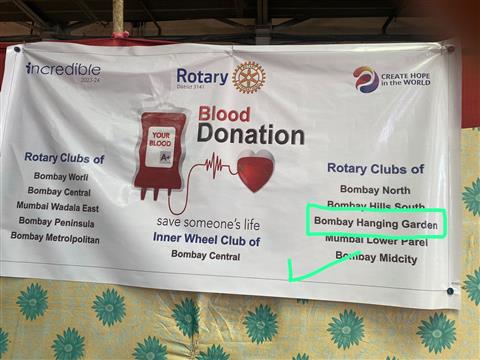 incredible
2023-24
Rotary
District 3141
CREATE HOPE
in the WORLD
Blood
Donation
YOUR
BLOOD
A+
Rotary Clubs of
Bombay Worli
Bombay Central
Mumbai Wadala East
Bombay Peninsula
Bombay Metrolpolitan
save someone's life
Inner Wheel Club of
Bombay Central
Rotary Clubs of
Bombay North
Bombay Hills South
Bombay Hanging Garden
Mumbai Lower Parel
Bombay Midcity